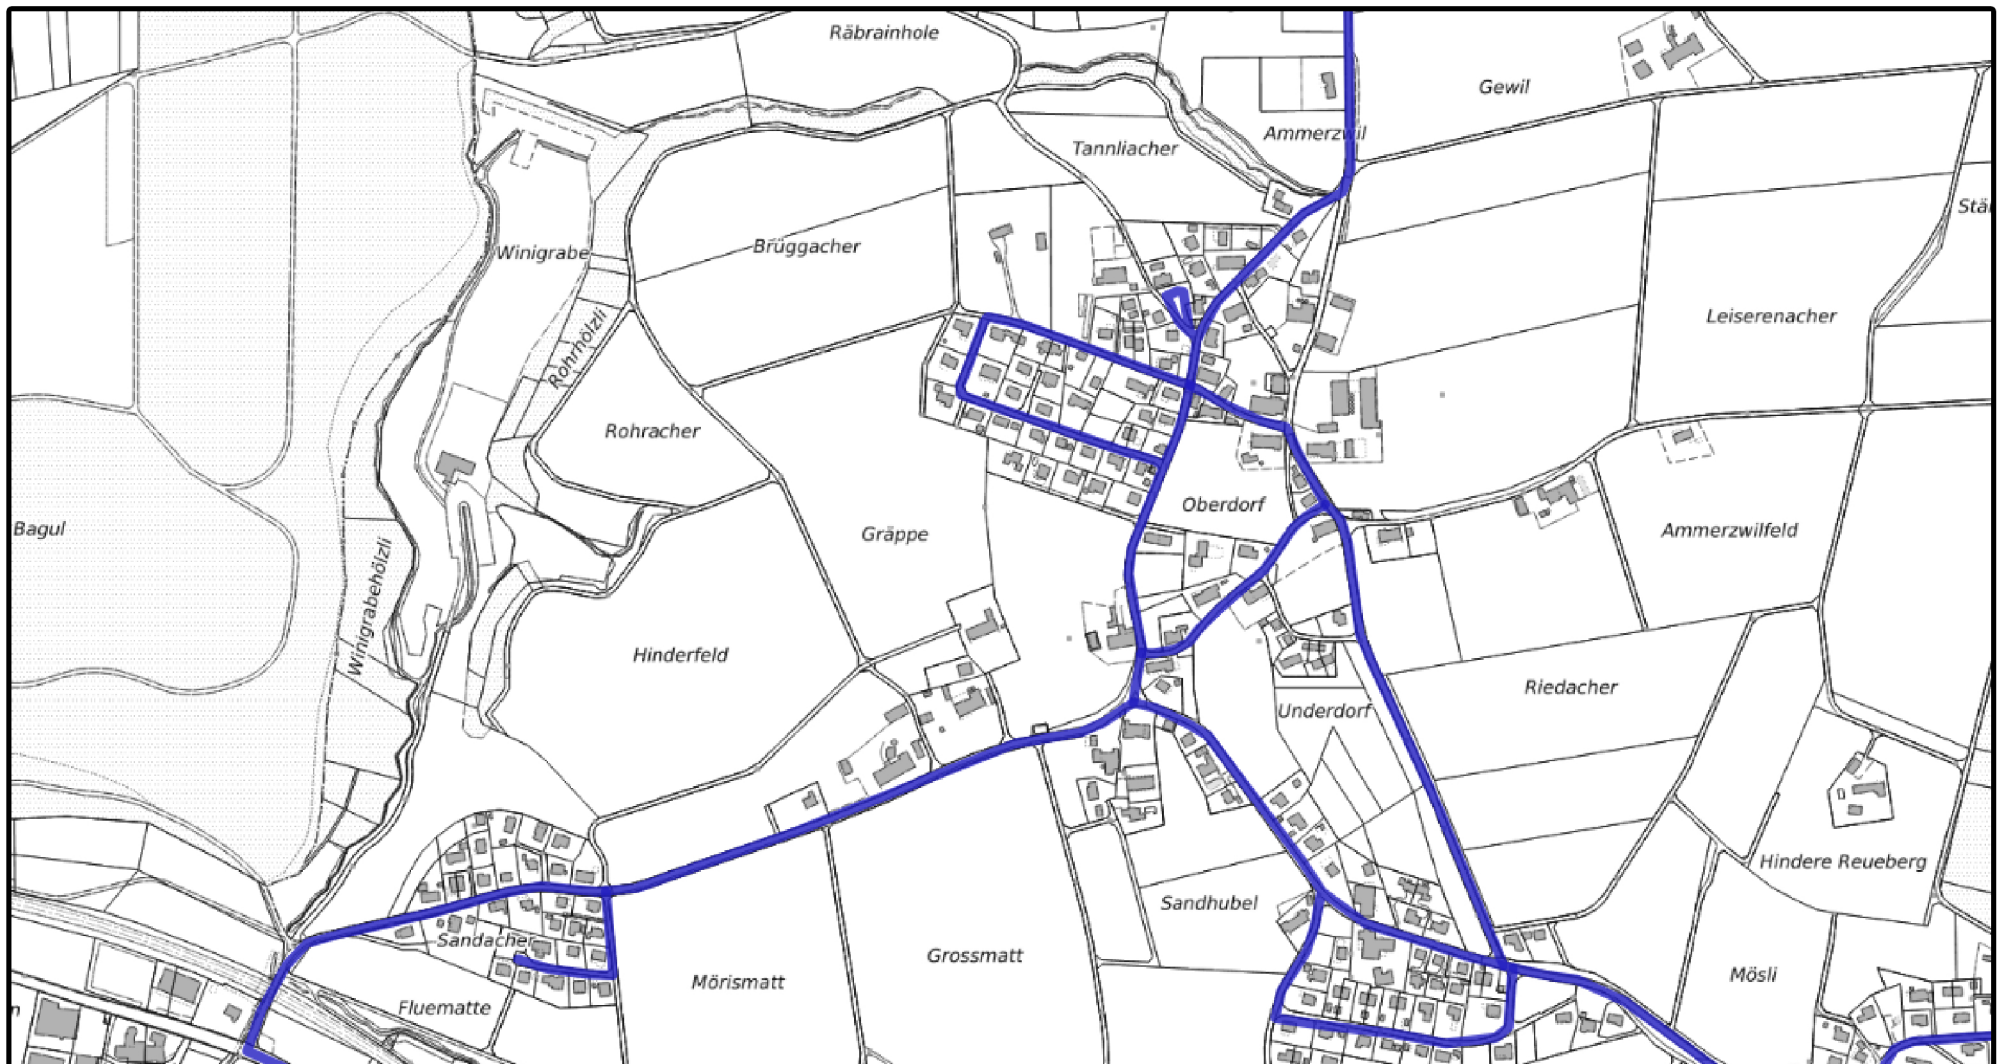 Räbrainhole
Gewil
Ammerzwil
Tannliacher
Stä
Winigrabe
Brüggacher
Leiserenacher
Rohrhölzli
Rohracher
Oberdorf
Bagul
Gräppe
Ammerzwilfeld
Winigrabehölzli
Hinderfeld
Riedacher
Underdorf
Hindere Reueberg
Sandhubel
Sandacher
Grossmatt
Mörismatt
Mösli
Fluematte
n